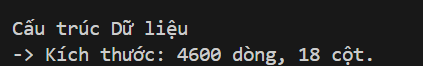 Cấu trúc Dữ liệu
-> Kích thước: 4600 dòng, 18 cột.